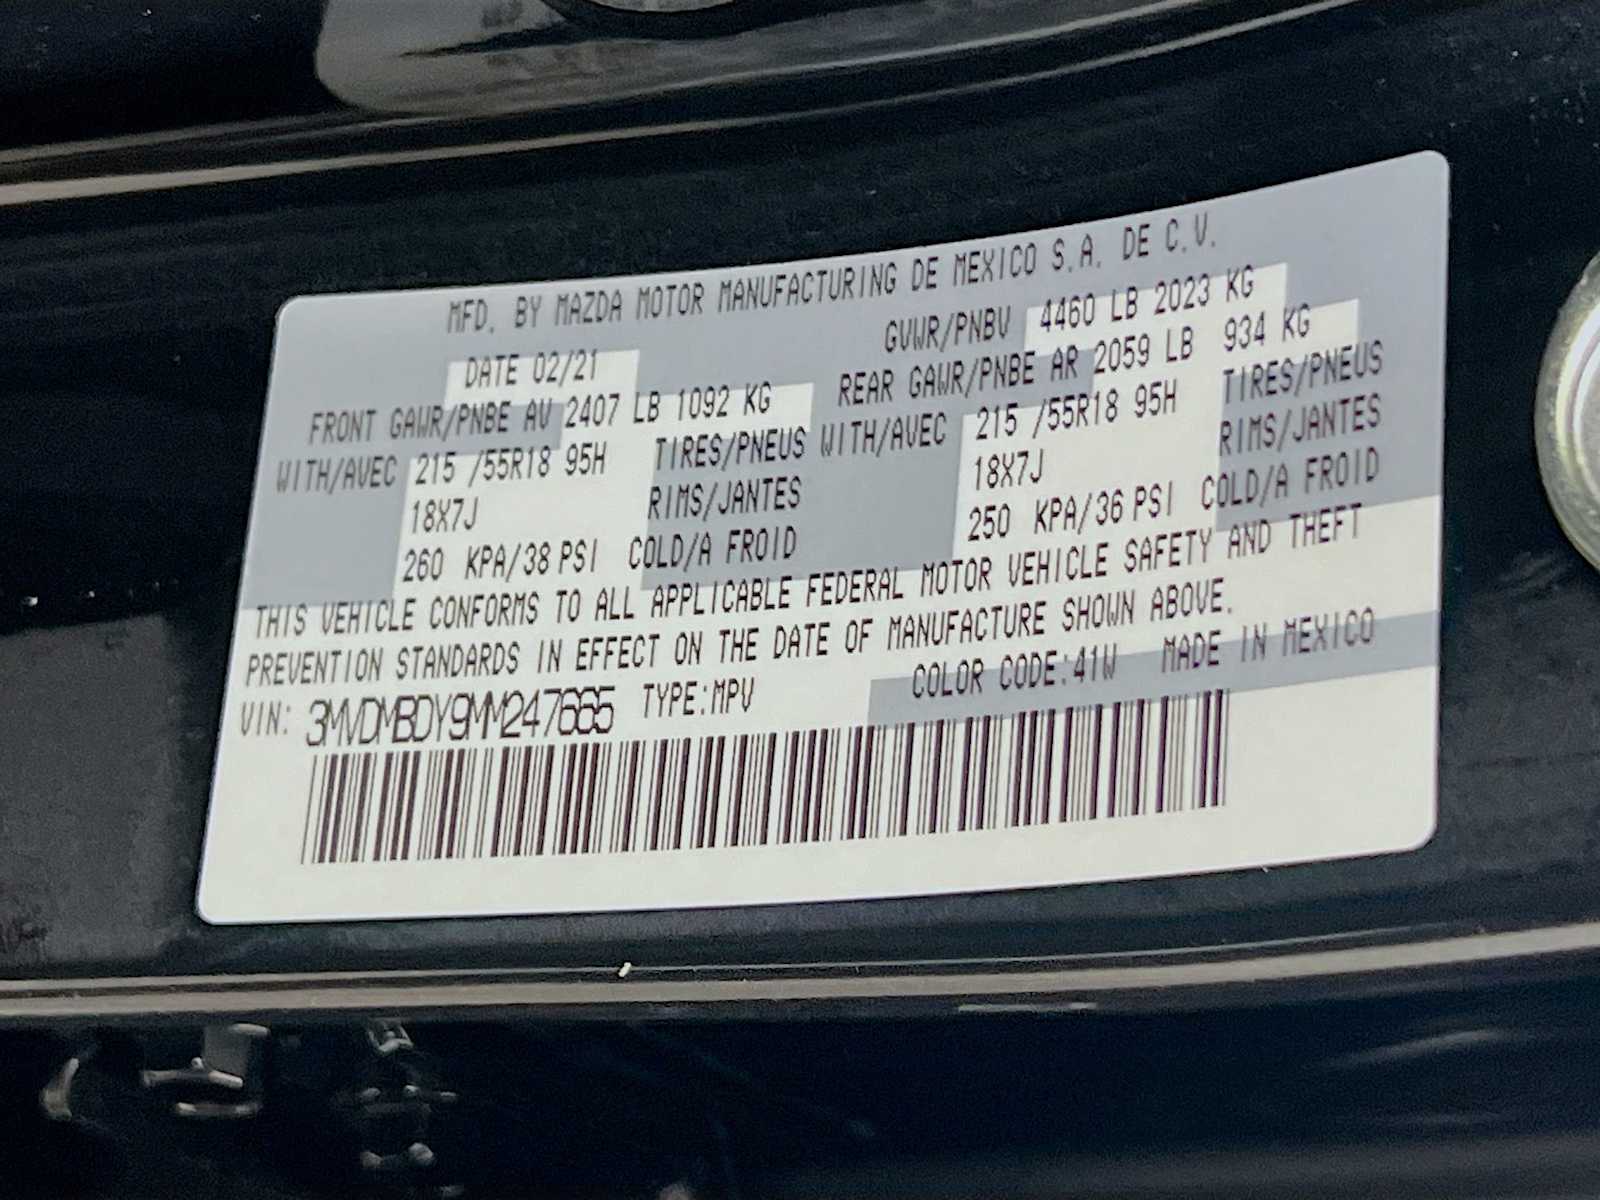 MFD. BY MAZDA MOTOR MANUFACTURING DE MEXICO S.A. DE C.V.
DATE 02/21 GVWR/PNBV 4460 LB 2023 KG
FRONT GAWR/PNBE AV 2407 LB 1092 KG REAR GAWR/PNBE AR 2059 LB 934 KG
WITH/AVEC 215 /55R18 95H TIRES/PNEUS WITH/AVEC 215 /55R18 95H TIRES/PNEUS
18X7J RIMS/JANTES 18X7J RIMS/JANTES
260 KPA/38 PSI COLD/A FROID 250 KPA/36 PSI COLD/A FROID
THIS VEHICLE CONFORMS TO ALL APPLICABLE FEDERAL MOTOR VEHICLE SAFETY AND THEFT
PREVENTION STANDARDS IN EFFECT ON THE DATE OF MANUFACTURE SHOWN ABOVE.
VIN: 3MVDMBDY9MM247665 TYPE:MPV COLOR CODE:41W MADE IN MEXICO